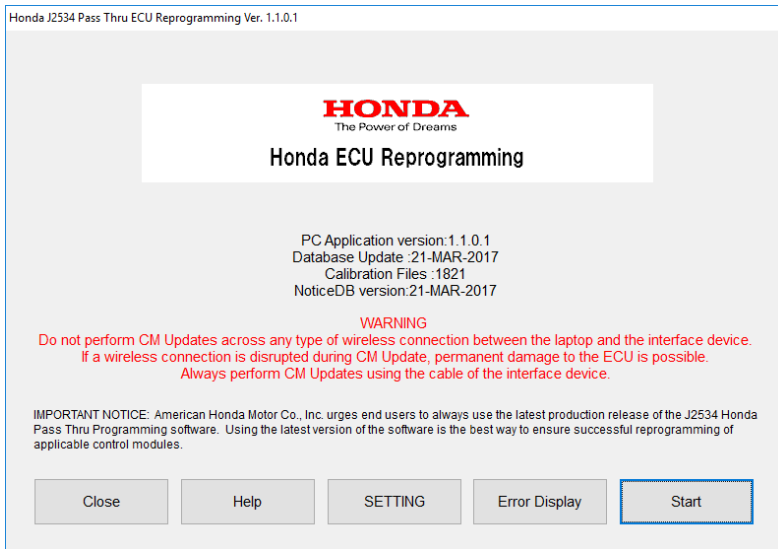 Honda J2534 Pass Thru ECU Reprogramming Ver. 1.1.0.1
HONDA
The Power of Dreams
Honda ECU Reprogramming
PC Application version:1.1.0.1
Database Update :21-MAR-2017
Calibration Files :1821
NoticeDB version:21-MAR-2017
WARNING
Do not perform CM Updates across any type of wireless connection between the laptop and the interface device.
If a wireless connection is disrupted during CM Update, permanent damage to the ECU is possible.
Always perform CM Updates using the cable of the interface device.
IMPORTANT NOTICE: American Honda Motor Co., Inc. urges end users to always use the latest production release of the J2534 Honda
Pass Thru Programming software. Using the latest version of the software is the best way to ensure successful reprogramming of
applicable control modules.
Close
Help
SETTING
Error Display
Start